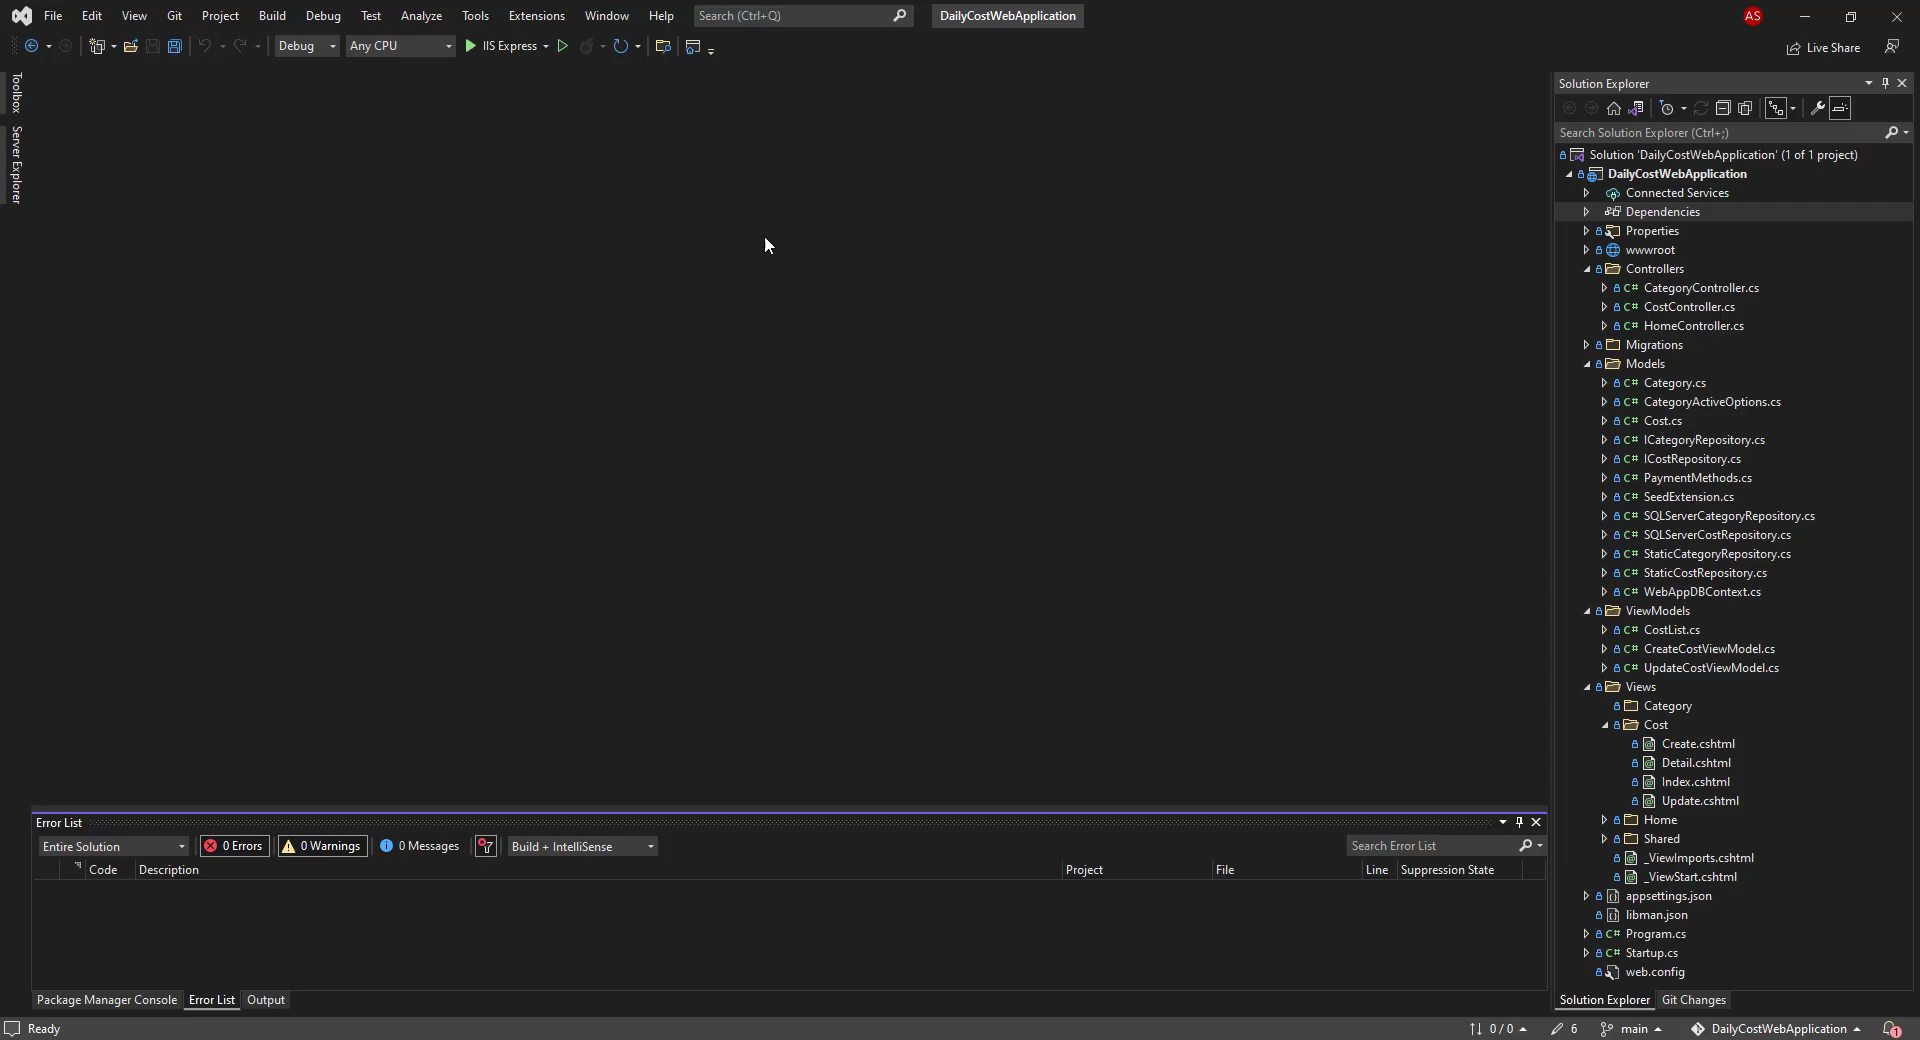 File Edit View Git Project Build Debug Test Analyze Tools Extensions Window Help Search (Ctrl+Q) DailyCostWebApplication AS
Debug Any CPU IIS Express Live Share
Toolbox
Server Explorer
Solution Explorer
Search Solution Explorer (Ctrl+;)
Solution 'DailyCostWebApplication' (1 of 1 project)
DailyCostWebApplication
Connected Services
Dependencies
Properties
wwwroot
Controllers
C# CategoryController.cs
C# CostController.cs
C# HomeController.cs
Migrations
Models
C# Category.cs
C# CategoryActiveOptions.cs
C# Cost.cs
C# ICategoryRepository.cs
C# ICostRepository.cs
C# PaymentMethods.cs
C# SeedExtension.cs
C# SQLServerCategoryRepository.cs
C# SQLServerCostRepository.cs
C# StaticCategoryRepository.cs
C# StaticCostRepository.cs
C# WebAppDBContext.cs
ViewModels
C# CostList.cs
C# CreateCostViewModel.cs
C# UpdateCostViewModel.cs
Views
Category
Cost
Create.cshtml
Detail.cshtml
Index.cshtml
Update.cshtml
Home
Shared
_ViewImports.cshtml
_ViewStart.cshtml
appsettings.json
libman.json
C# Program.cs
C# Startup.cs
web.config
Solution Explorer Git Changes
Error List
Entire Solution 0 Errors 0 Warnings 0 Messages Build + IntelliSense Search Error List
Code Description Project File Line Suppression State
Package Manager Console Error List Output
Ready 0 / 0 6 main DailyCostWebApplication 1